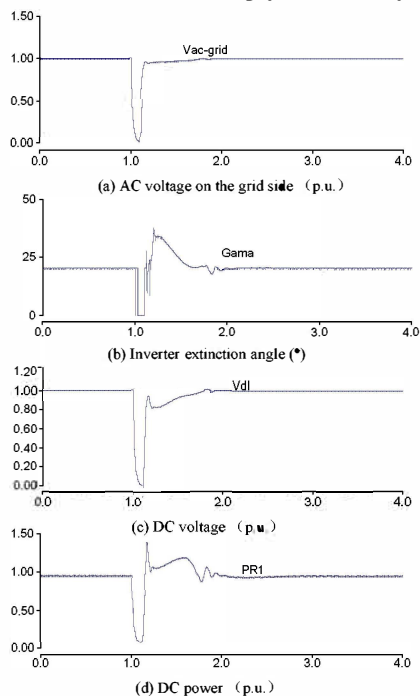 1.50
Vac-grid
1.00
0.50
0.00
0.0 1.0 2.0 3.0 4.0
(a) AC voltage on the grid side （p.u.）
50
Gama
25
0
0.0 1.0 2.0 3.0 4.0
(b) Inverter extinction angle (°)
1.20
Vdl
1.00
0.80
0.60
0.40
0.20
0.00
0.0 1.0 2.0 3.0 4.0
(c) DC voltage （p.u.）
1.50
PR1
1.00
0.50
0.00
0.0 1.0 2.0 3.0 4.0
(d) DC power （p.u.）